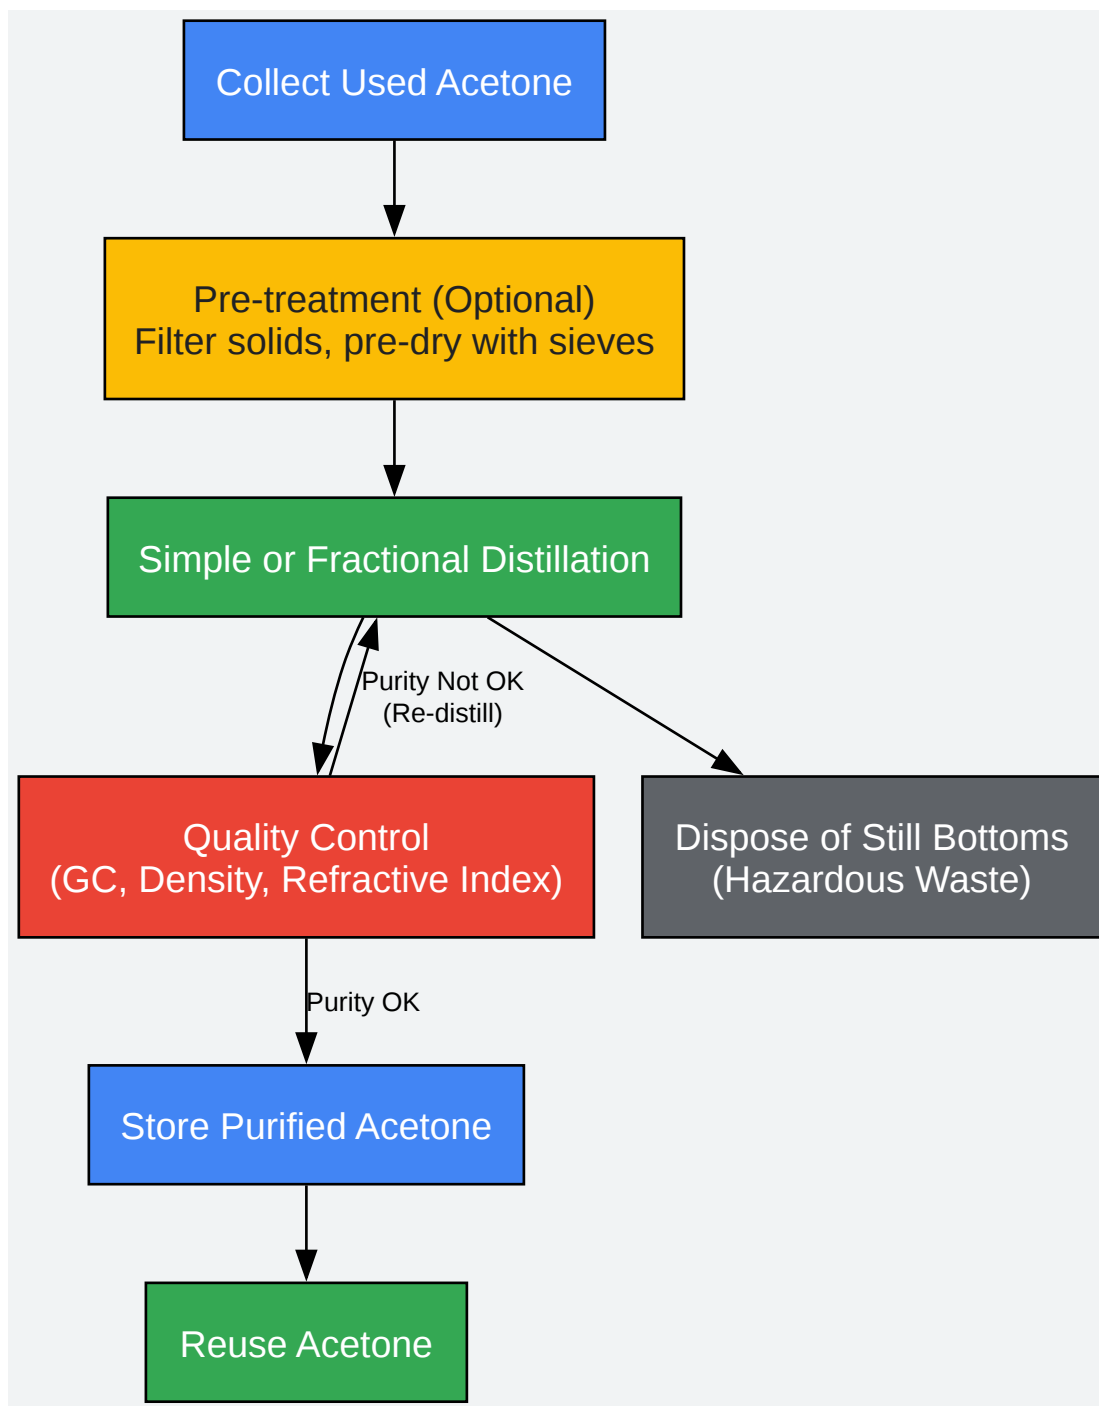 Collect Used Acetone
Pre-treatment (Optional)
Filter solids, pre-dry with sieves
Simple or Fractional Distillation
Purity Not OK
(Re-distill)
Quality Control
(GC, Density, Refractive Index)
Dispose of Still Bottoms
(Hazardous Waste)
Purity OK
Store Purified Acetone
Reuse Acetone